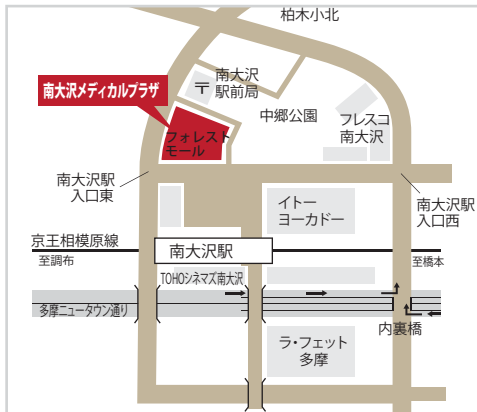 柏木小北
南大沢
駅前局
南大沢メディカルプラザ
中郷公園
フレスコ
南大沢
フォレスト
モール
南大沢駅
入口東
南大沢駅
入口西
イトー
ヨーカドー
京王相模原線
南大沢駅
至調布
至橋本
TOHOシネマズ南大沢
多摩ニュータウン通り
内裏橋
ラ・フェット
多摩